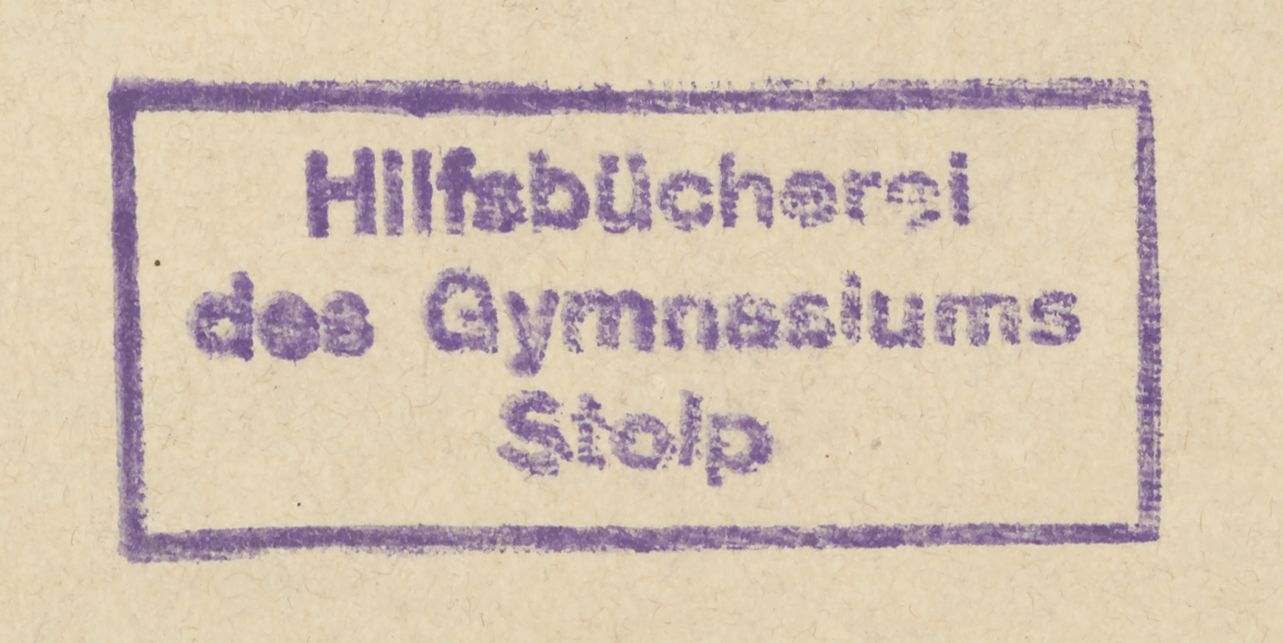 Hilfsbücherei
des Gymnasiums
Stolp